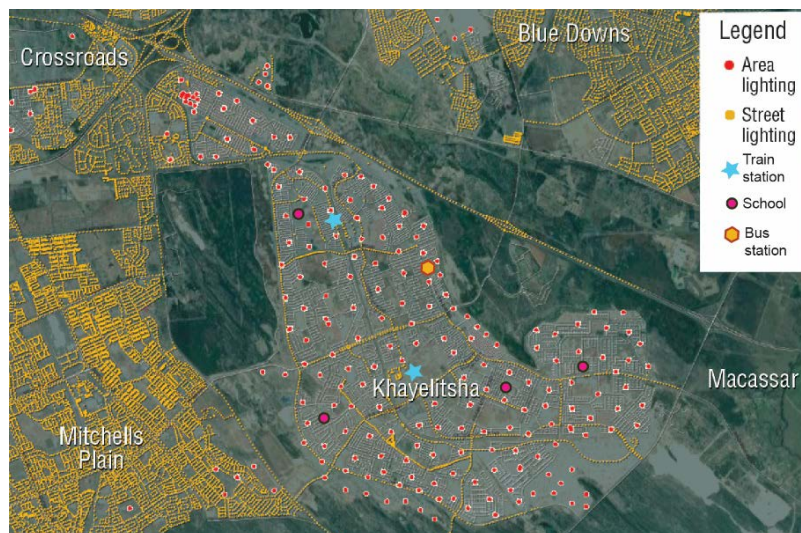 Crossroads
Blue Downs
Legend
Area
lighting
Street
lighting
Train
station
School
Bus
station
Khayelitsha
Macassar
Mitchells
Plain